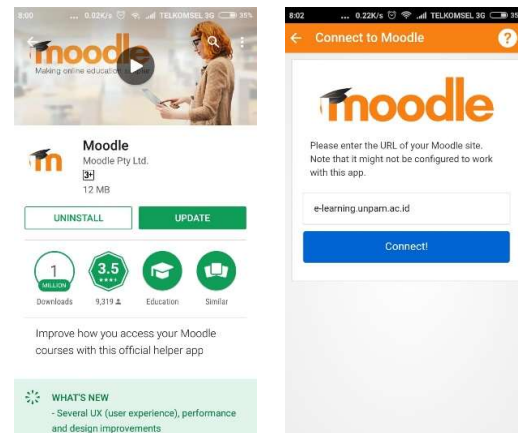 8:00 ... 0.02K/s TELKOMSEL 3G 35%
moodle
Making online education simpler
m
Moodle
Moodle Pty Ltd.
3+
12 MB
UNINSTALL
UPDATE
1
MILLION
3.5
Downloads
9,319
Education
Similar
Improve how you access your Moodle
courses with this official helper app
WHAT'S NEW
- Several UX (user experience), performance
and design improvements
8:02 ... 0.22K/s TELKOMSEL 3G
Connect to Moodle
?
moodle
Please enter the URL of your Moodle site.
Note that it might not be configured to work
with this app.
e-learning.unpam.ac.id
Connect!